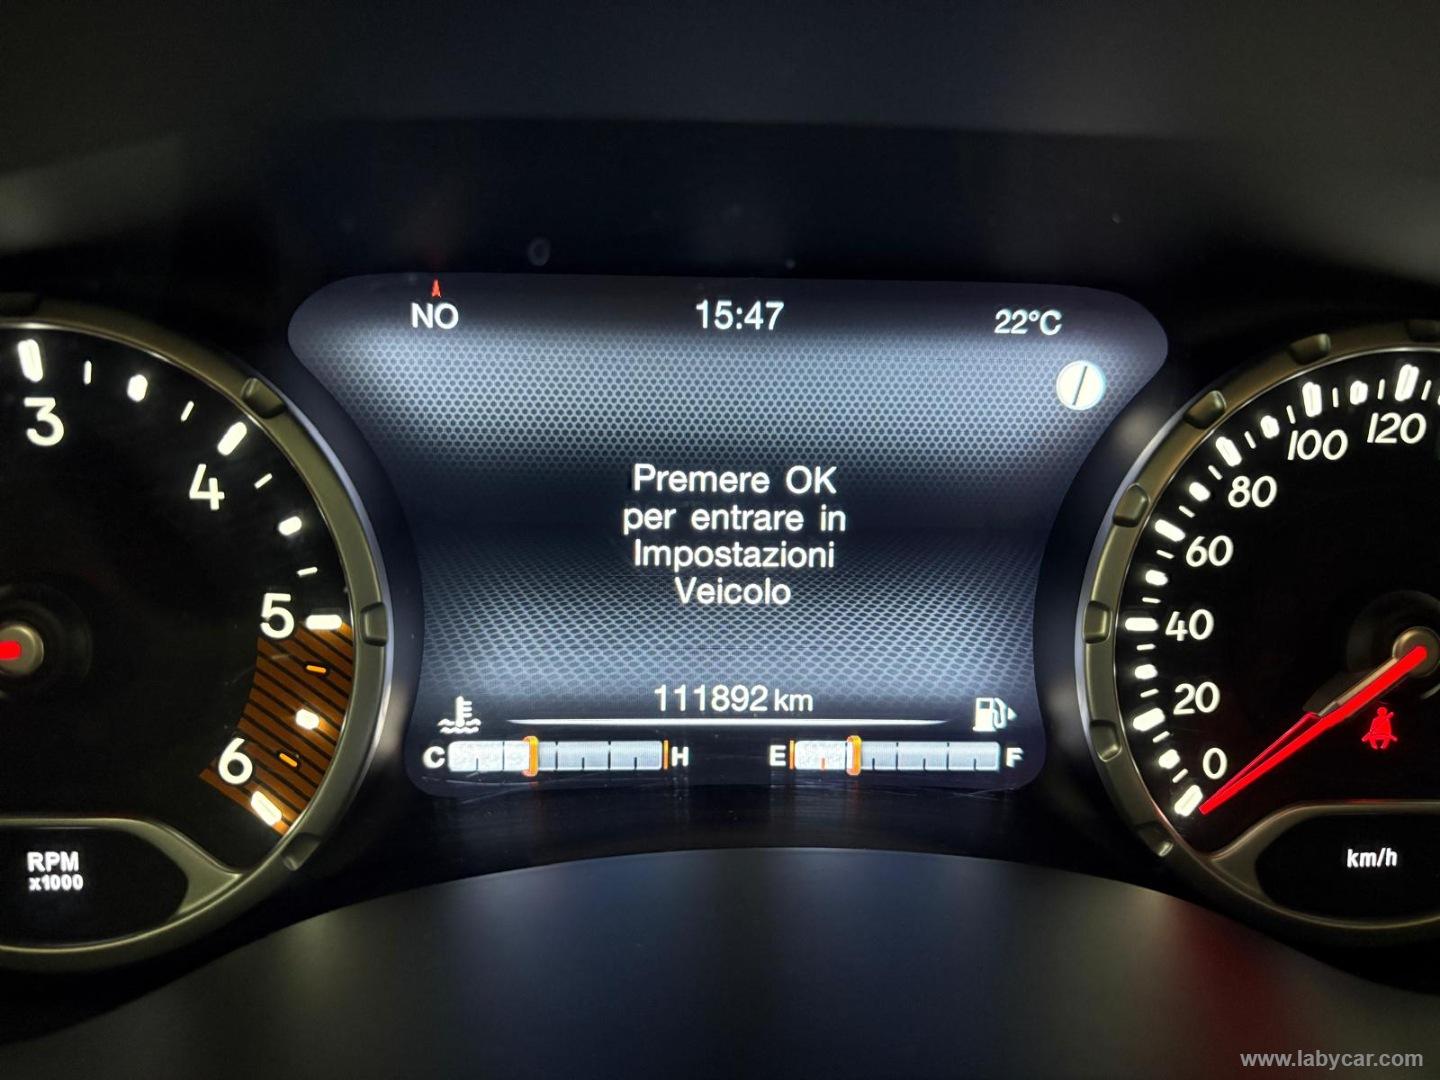 NO 15:47 22°C
Premere OK
per entrare in
Impostazioni
Veicolo
111892 km
C H E F
3
4
5
6
RPM
x1000
120
100
80
60
40
20
0
km/h
www.labycar.com